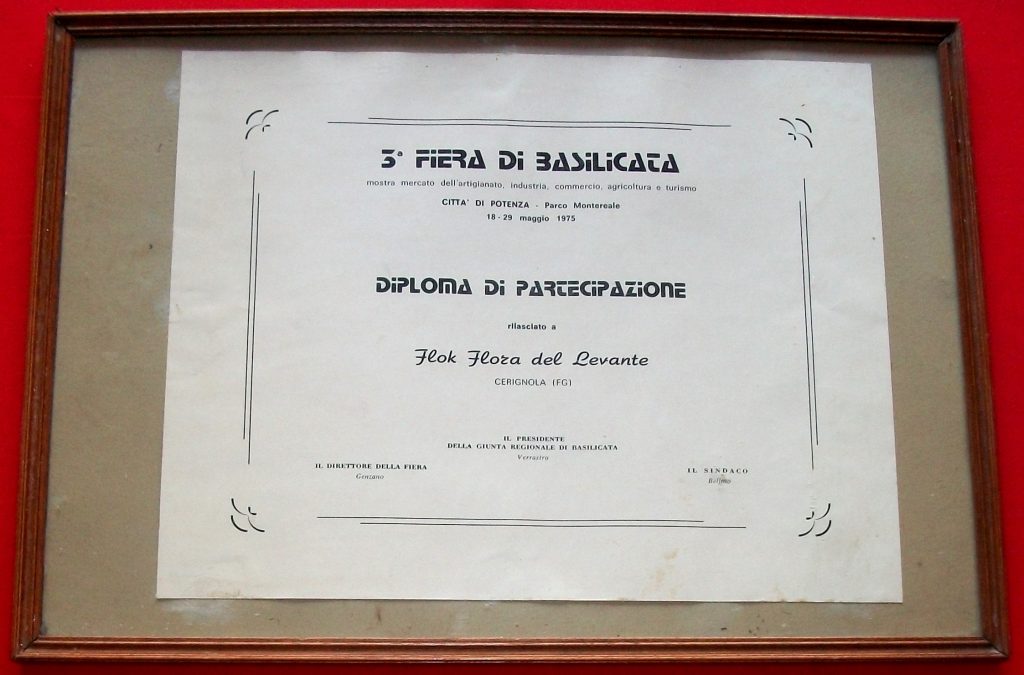 3ª FIERA DI BASILICATA
mostra mercato dell'artigianato, industria, commercio, agricoltura e turismo
CITTA' DI POTENZA - Parco Montereale
18-29 maggio 1975
DIPLOMA DI PARTECIPAZIONE
rilasciato a
Flok Flora del Levante
CERIGNOLA (FG)
IL PRESIDENTE
DELLA GIUNTA REGIONALE DI BASILICATA
Verrastro
IL DIRETTORE DELLA FIERA
Genzano
IL SINDACO